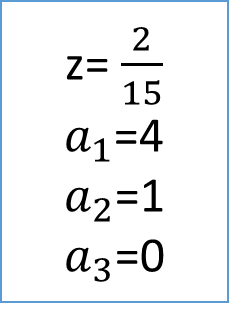 z= 2/15
a₁=4
a₂=1
a₃=0